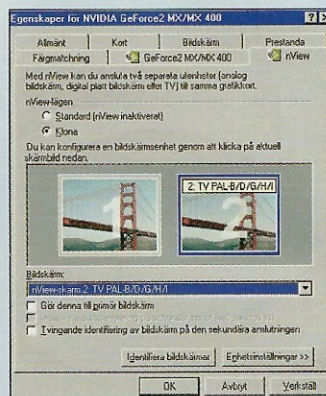 Egenskaper för NVIDIA GeForce2 MX/MX 400
Allmänt Kort Bildskärm Prestanda
Färgmatchning GeForce2 MX/MX 400 nView
Med nView kan du ansluta två separata utenheter (analog
bildskärm, digital platt bildskärm eller TV) till samma grafikkort.
nView-lägen
Standard (nView inaktiverat)
Klona
Du kan konfigurera en bildskärmsenhet genom att klicka på aktuell
skärmbild nedan.
1
2: TV PAL-B/D/G/H/I
2
Bildskärm:
nView-skärm 2: TV PAL-B/D/G/H/I
Gör denna till primär bildskärm
Tvingande identifiering av bildskärm på den sekundära anslutningen
Identifiera bildskärmar Enhetsinställningar >>
OK Avbryt Verkställ